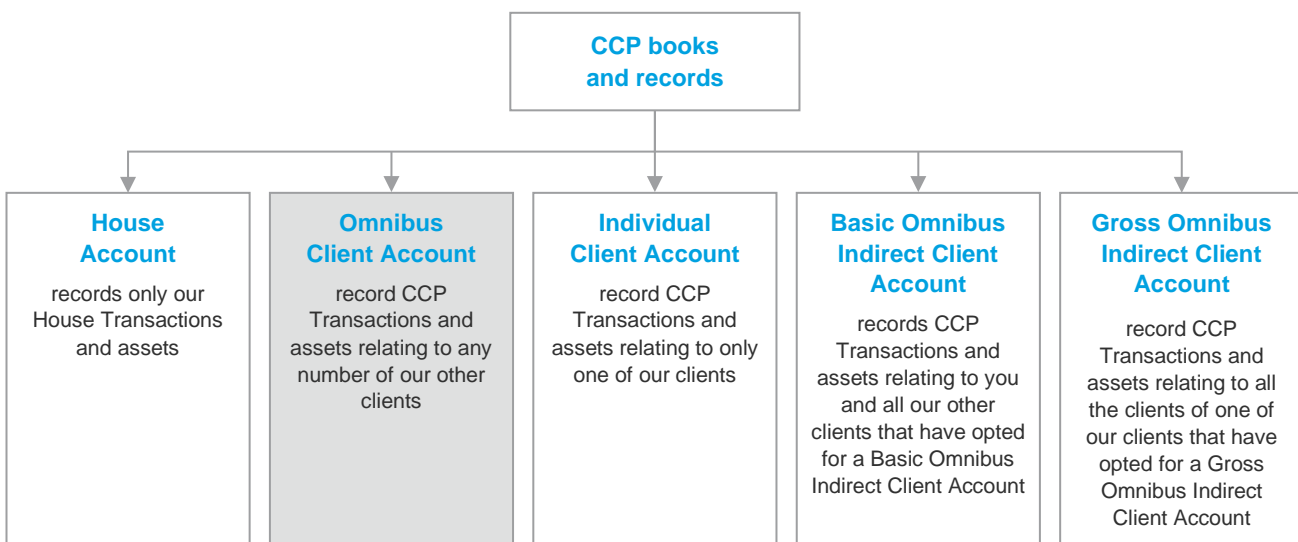 CCP books
and records
House
Account
records only our
House Transactions
and assets
Omnibus
Client Account
record CCP
Transactions and
assets relating to any
number of our other
clients
Individual
Client Account
record CCP
Transactions and
assets relating to only
one of our clients
Basic Omnibus
Indirect Client
Account
records CCP
Transactions and
assets relating to you
and all our other
clients that have opted
for a Basic Omnibus
Indirect Client Account
Gross Omnibus
Indirect Client
Account
record CCP
Transactions and
assets relating to all
the clients of one of
our clients that have
opted for a Gross
Omnibus Indirect
Client Account